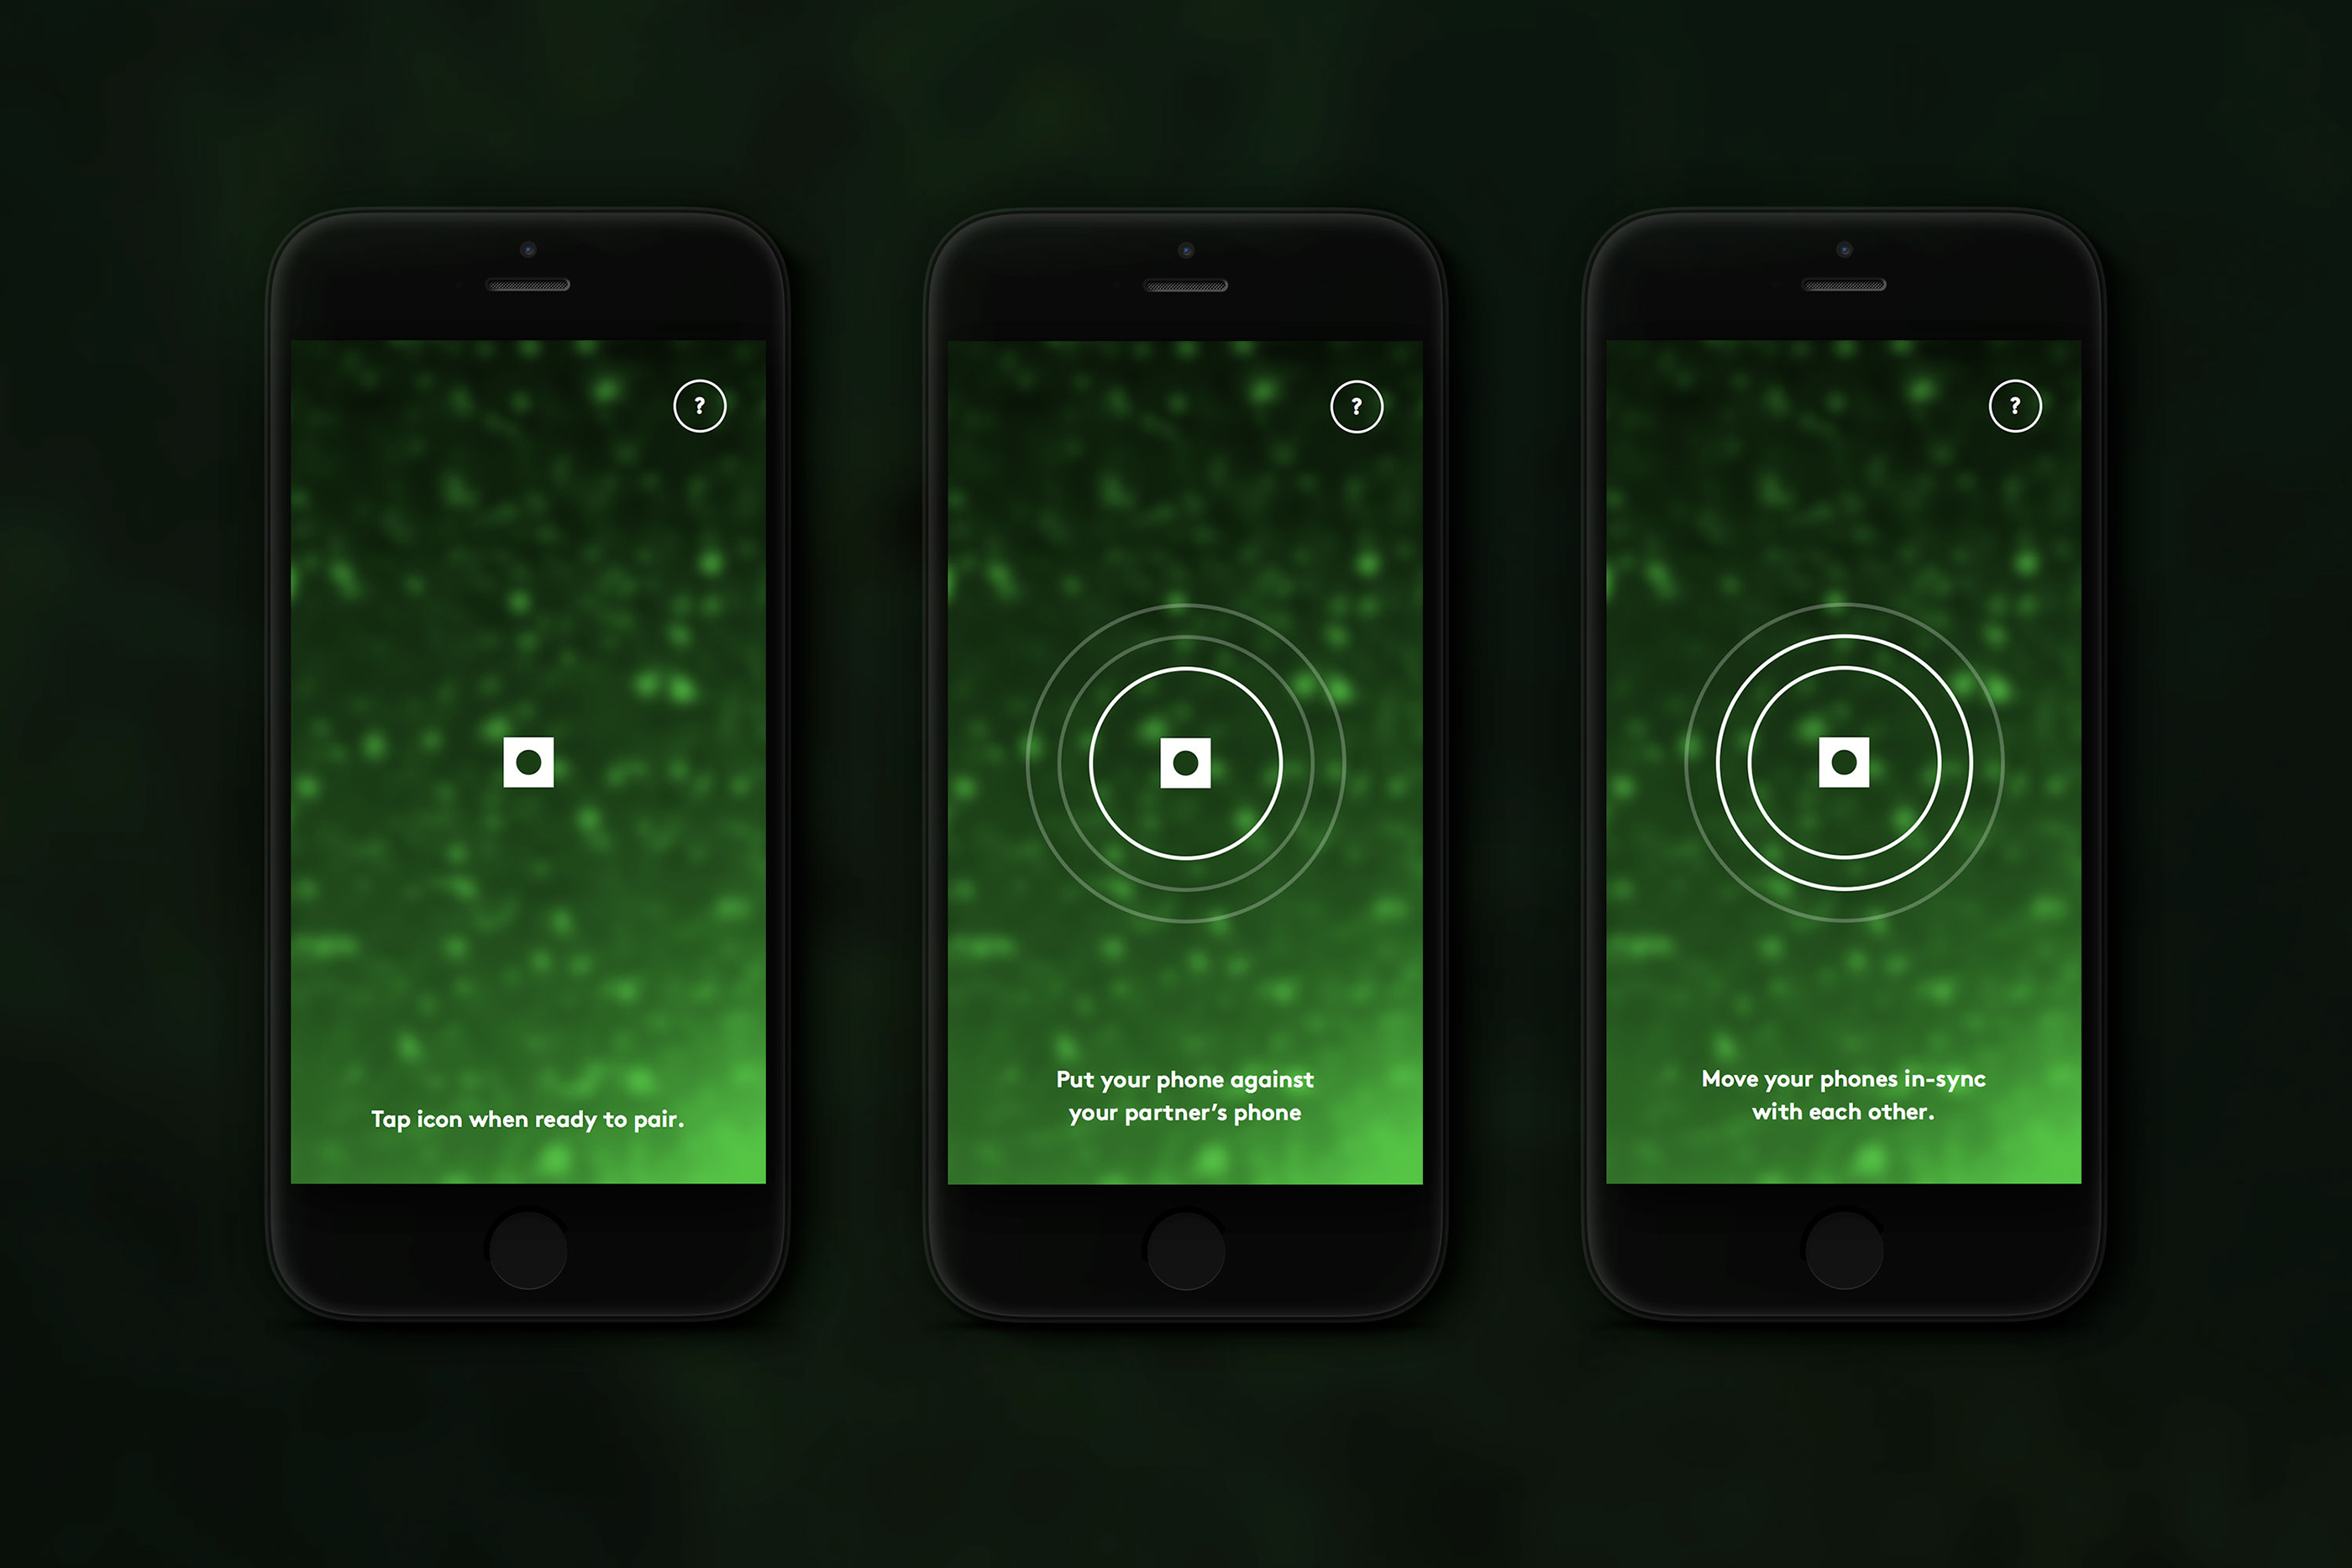 ?
Tap icon when ready to pair.
?
Put your phone against
your partner’s phone
?
Move your phones in-sync
with each other.